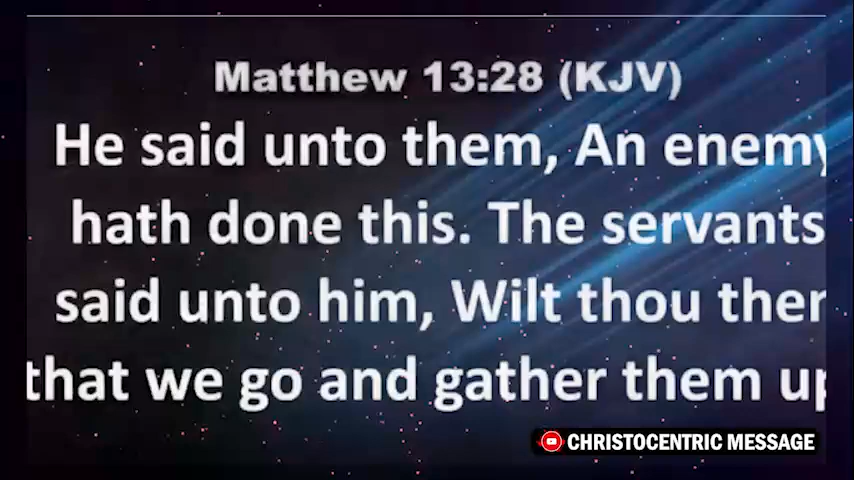 Matthew 13:28 (KJV)
He said unto them, An enemy
hath done this. The servants
said unto him, Wilt thou then
that we go and gather them up
CHRISTOCENTRIC MESSAGE